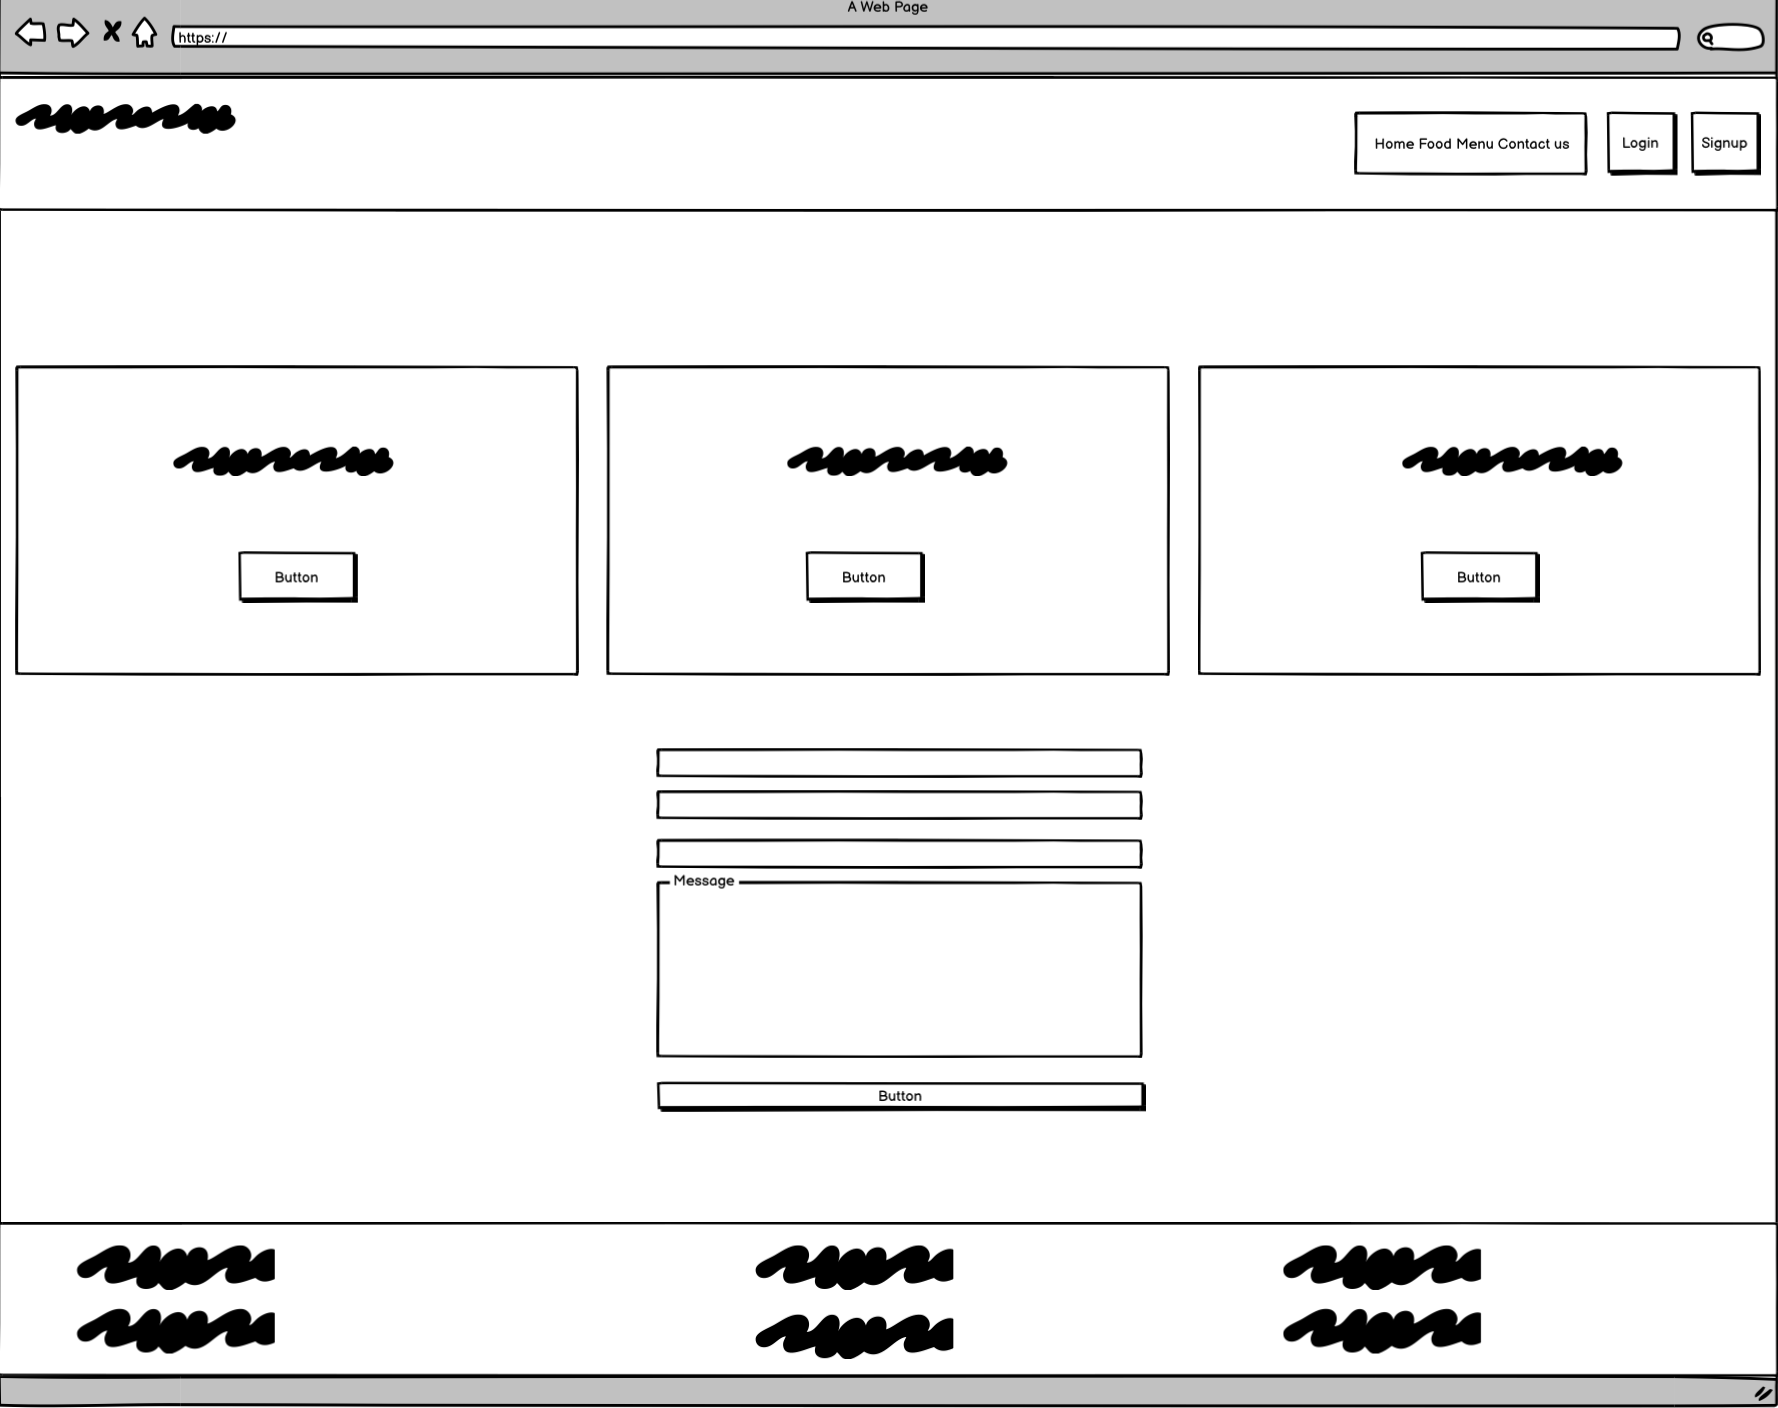 A Web Page
https://
Home Food Menu Contact us
Login
Signup
Button
Button
Button
Message
Button